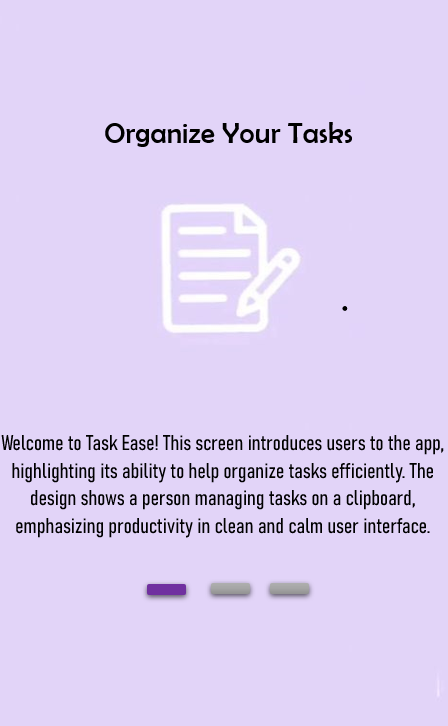 Organize Your Tasks
Welcome to Task Ease! This screen introduces users to the app,
highlighting its ability to help organize tasks efficiently. The
design shows a person managing tasks on a clipboard,
emphasizing productivity in clean and calm user interface.